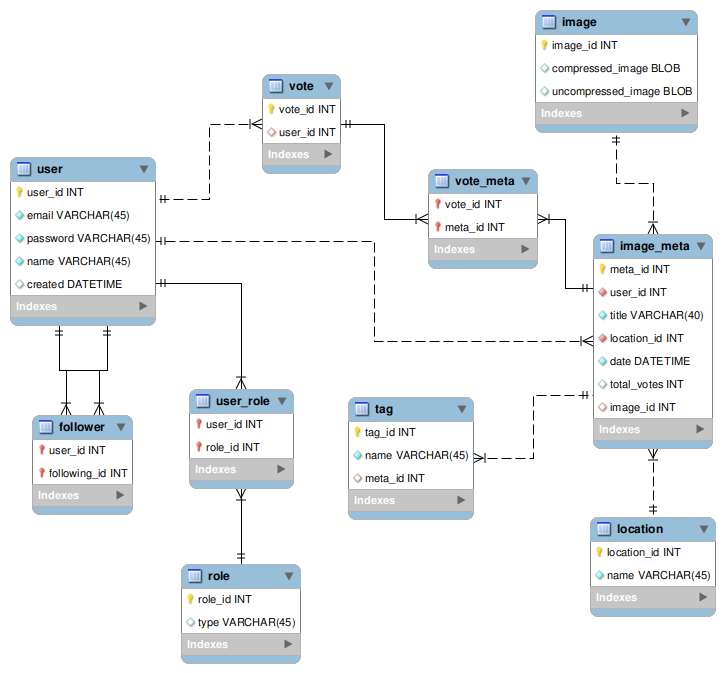 image
image_id INT
compressed_image BLOB
uncompressed_image BLOB
Indexes
vote
vote_id INT
user_id INT
Indexes
user
user_id INT
email VARCHAR(45)
password VARCHAR(45)
name VARCHAR(45)
created DATETIME
Indexes
vote_meta
vote_id INT
meta_id INT
Indexes
image_meta
meta_id INT
user_id INT
title VARCHAR(40)
location_id INT
date DATETIME
total_votes INT
image_id INT
Indexes
user_role
user_id INT
role_id INT
Indexes
tag
tag_id INT
name VARCHAR(45)
meta_id INT
Indexes
follower
user_id INT
following_id INT
Indexes
location
location_id INT
name VARCHAR(45)
Indexes
role
role_id INT
type VARCHAR(45)
Indexes